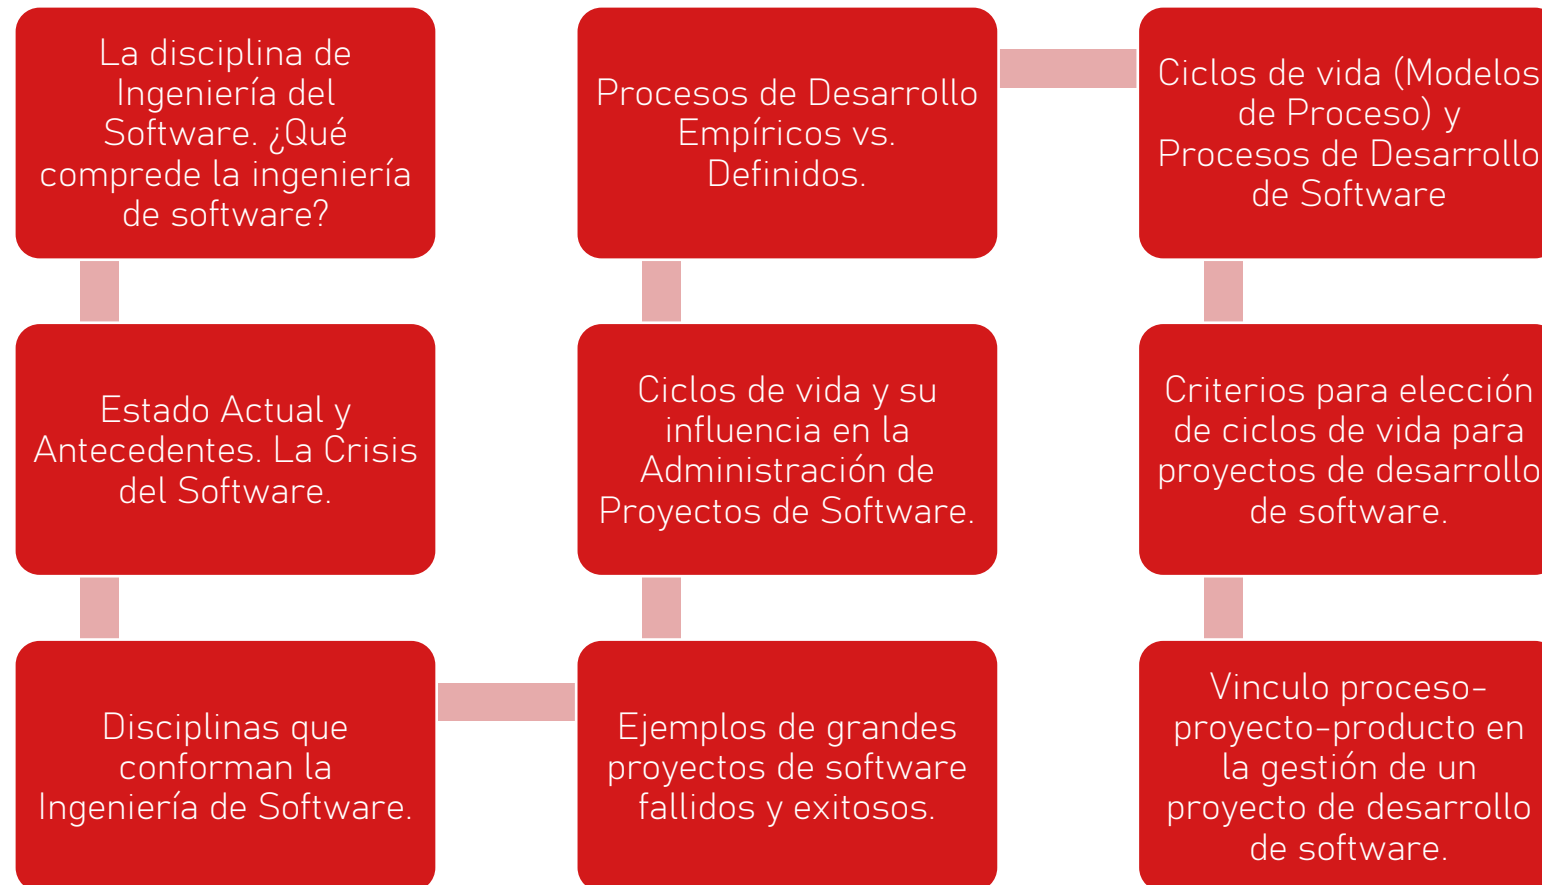 La disciplina de
Ingeniería del
Software. ¿Qué
comprede la ingeniería
de software?
Estado Actual y
Antecedentes. La Crisis
del Software.
Disciplinas que
conforman la
Ingeniería de Software.
Ejemplos de grandes
proyectos de software
fallidos y exitosos.
Ciclos de vida y su
influencia en la
Administración de
Proyectos de Software.
Procesos de Desarrollo
Empíricos vs.
Definidos.
Ciclos de vida (Modelos
de Proceso) y
Procesos de Desarrollo
de Software
Criterios para elección
de ciclos de vida para
proyectos de desarrollo
de software.
Vinculo proceso-
proyecto-producto en
la gestión de un
proyecto de desarrollo
de software.